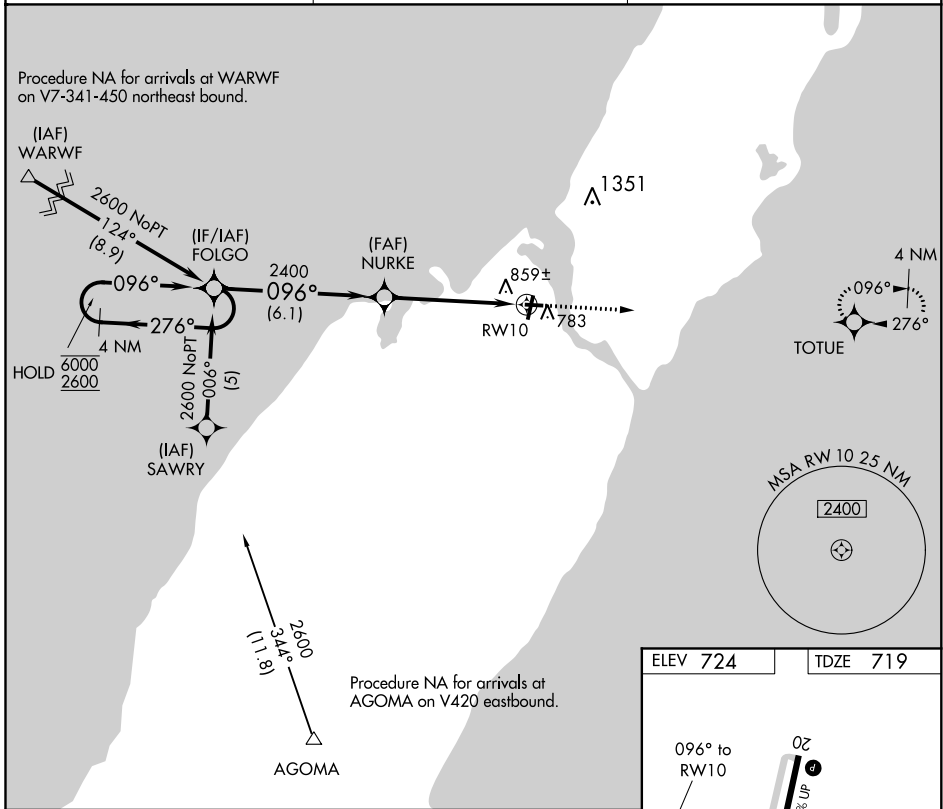 Procedure NA for arrivals at WARWF
on V7-341-450 northeast bound.
(IAF)
WARWF
2600 NoPT
124°
(8.9)
(IF/IAF)
FOLGO
2400
096°
(6.1)
(FAF)
NURKE
1351
859±
783
RW10
096°
276°
4 NM
HOLD 6000
2600
2600 NoPT
006°
(5)
(IAF)
SAWRY
4 NM
096°
276°
TOTUE
MSA RW 10 25 NM
2400
2600
344°
(11.8)
Procedure NA for arrivals at
AGOMA on V420 eastbound.
AGOMA
ELEV 724
TDZE 719
096° to
RW10
20
P
UP